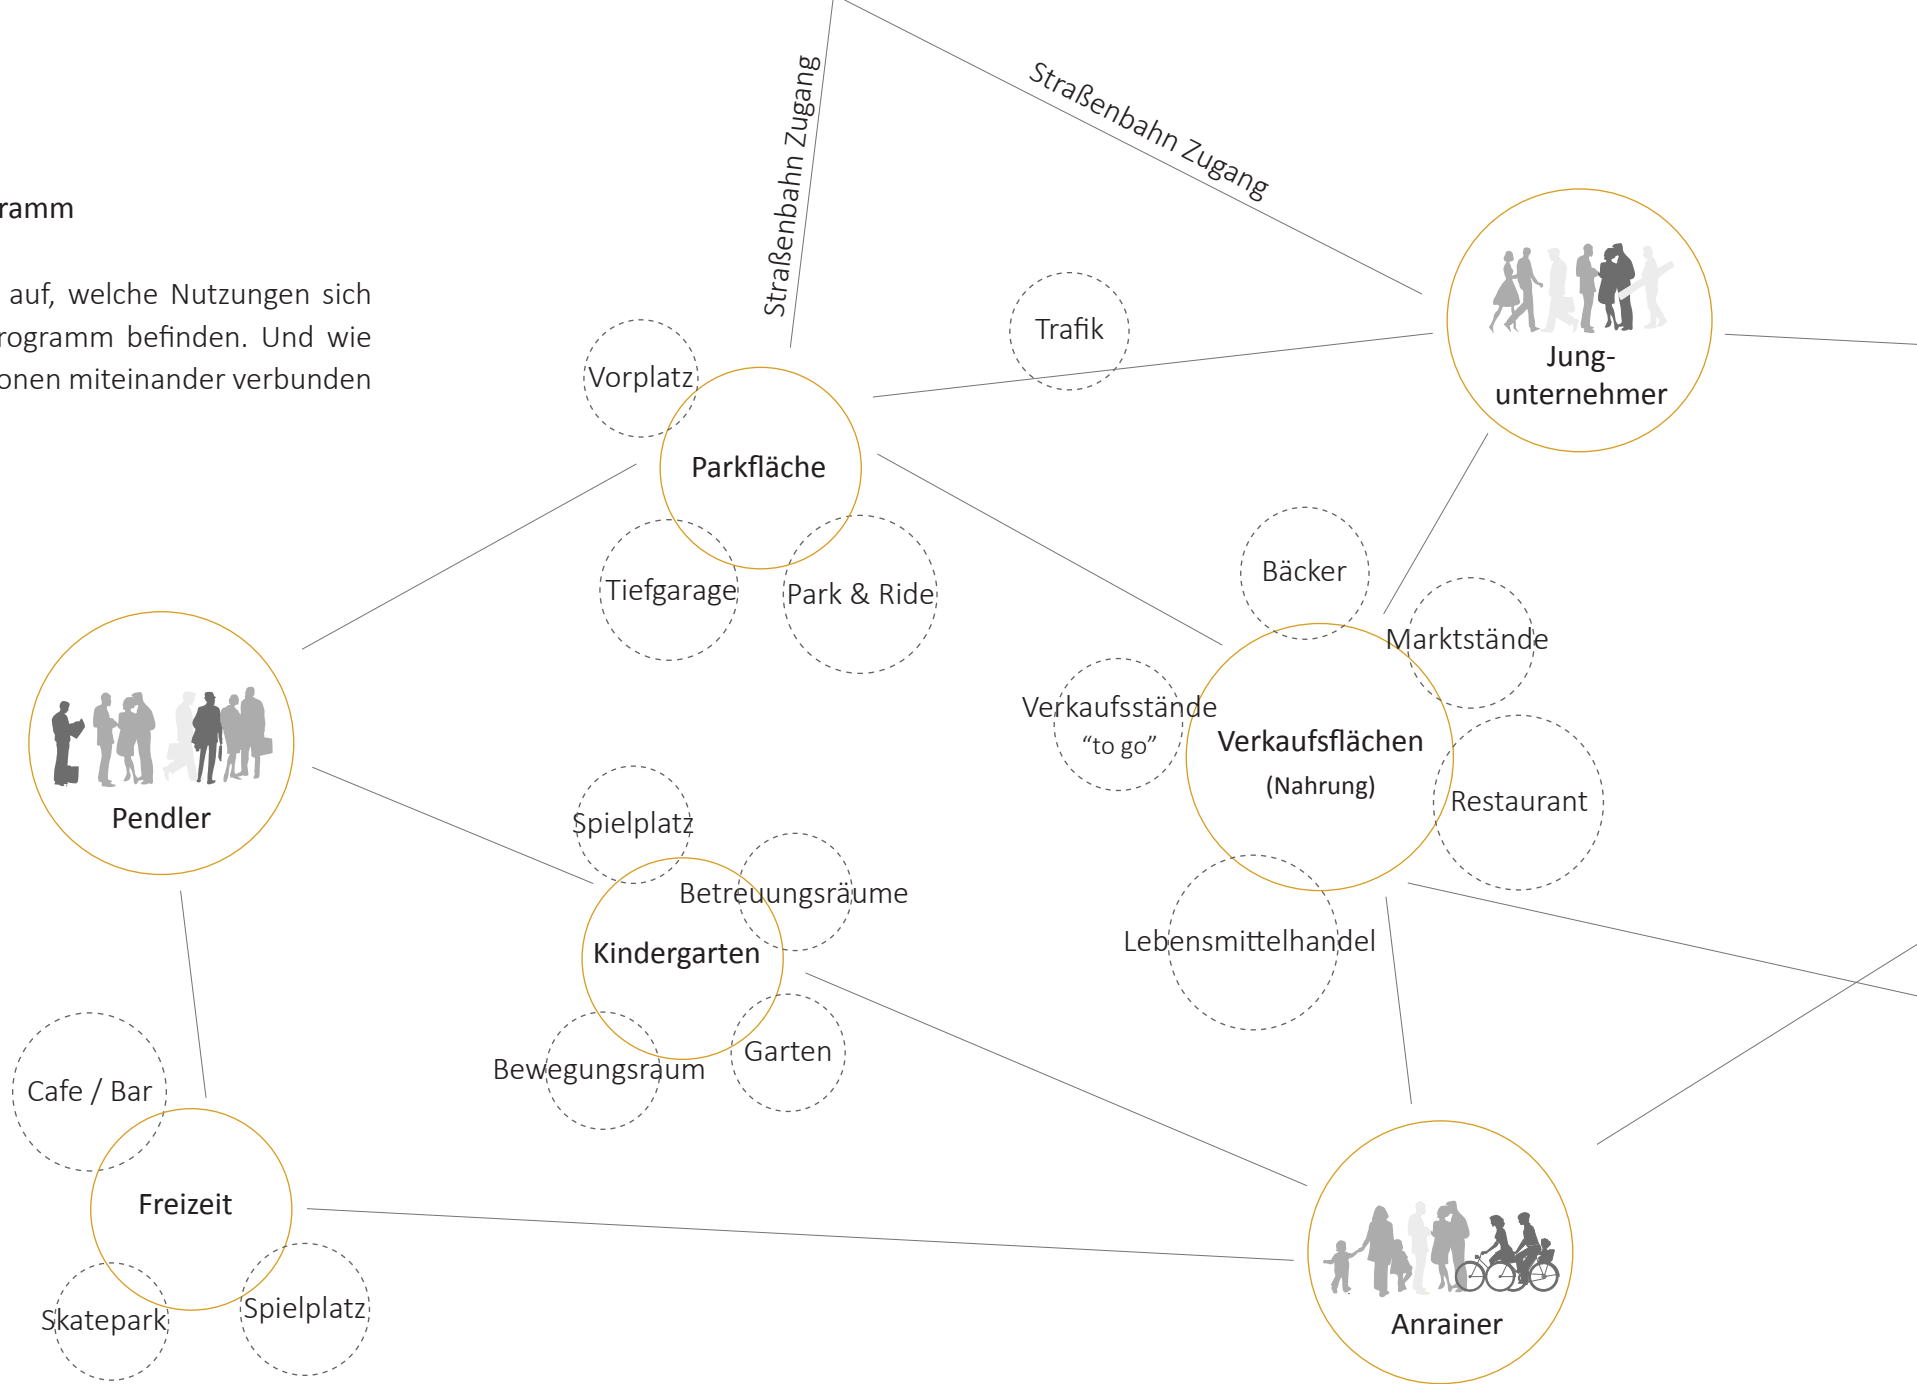 ramm
auf, welche Nutzungen sich
rogramm befinden. Und wie
onen miteinander verbunden
Straßenbahn Zugang
Straßenbahn Zugang
Trafik
Jung-
unternehmer
Vorplatz
Parkfläche
Tiefgarage
Park & Ride
Bäcker
Marktstände
Verkaufsstände
“to go”
Verkaufsflächen
(Nahrung)
Restaurant
Lebensmittelhandel
Pendler
Spielplatz
Betreuungsräume
Kindergarten
Bewegungsraum
Garten
Cafe / Bar
Freizeit
Skatepark
Spielplatz
Anrainer